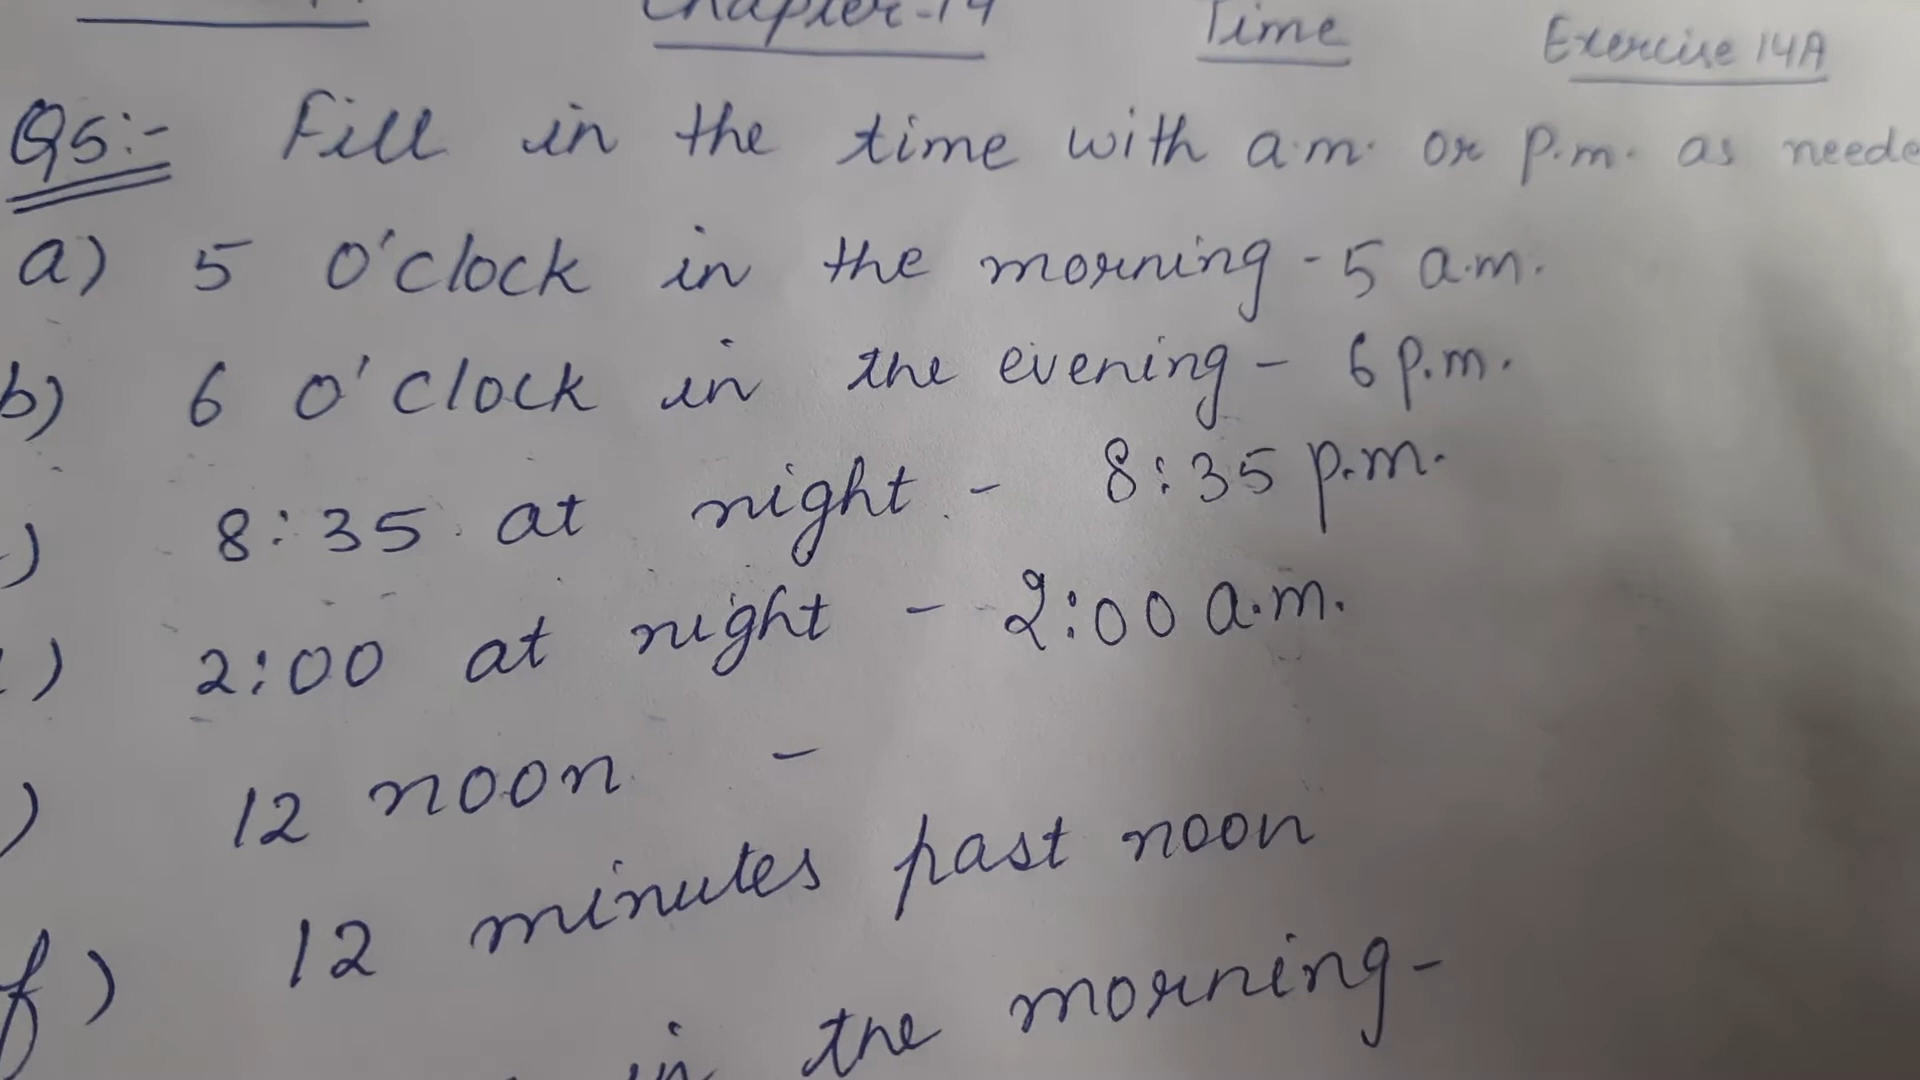 Chapter-14 Time Exercise 14A
Q5:- Fill in the time with a.m. or p.m. as neede
a) 5 O'clock in the morning - 5 a.m.
b) 6 O'clock in the evening - 6 p.m.
) 8:35 at night - 8:35 p.m.
) 2:00 at night - 2:00 a.m.
) 12 noon -
f) 12 minutes past noon
in the morning-